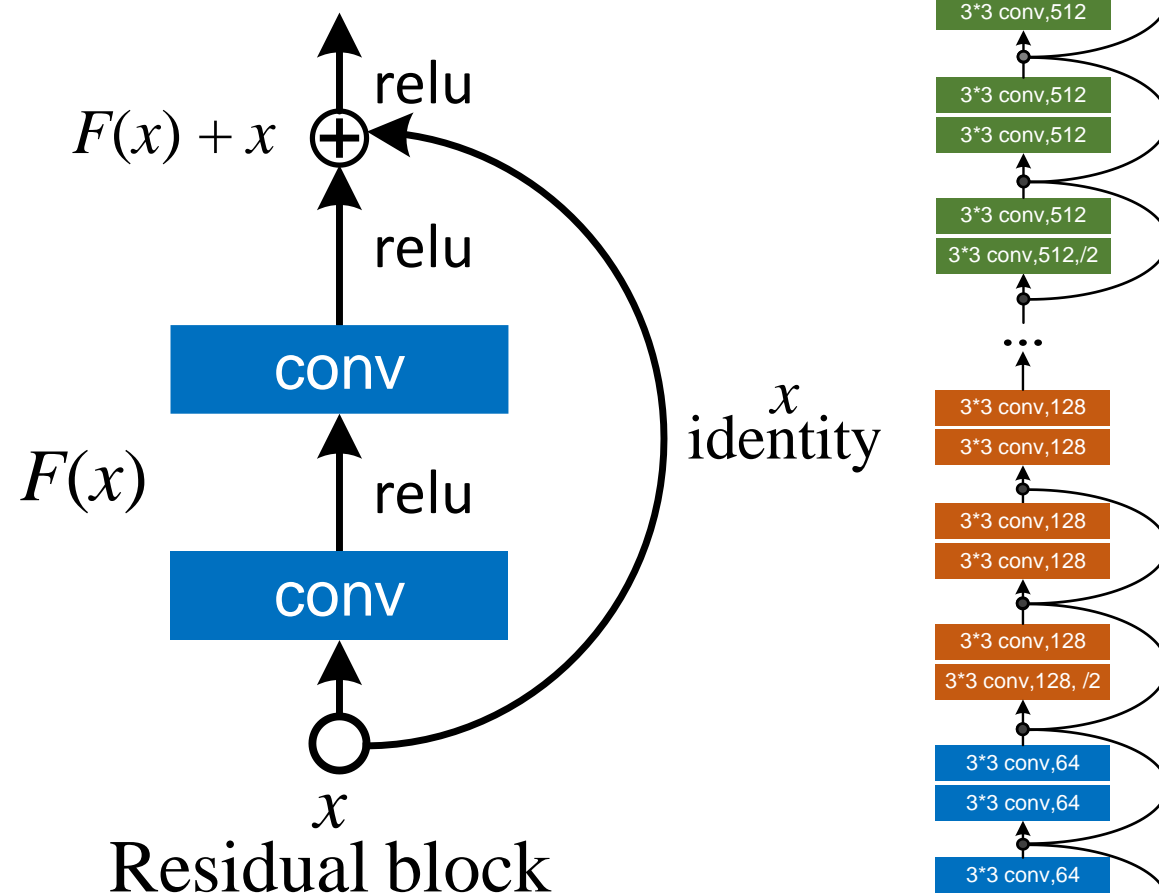 relu
F(x) + x
relu
conv
x
identity
F(x)
relu
conv
x
Residual block
3*3 conv,512
3*3 conv,512
3*3 conv,512
3*3 conv,512
3*3 conv,512,/2
...
3*3 conv,128
3*3 conv,128
3*3 conv,128
3*3 conv,128
3*3 conv,128
3*3 conv,128, /2
3*3 conv,64
3*3 conv,64
3*3 conv,64